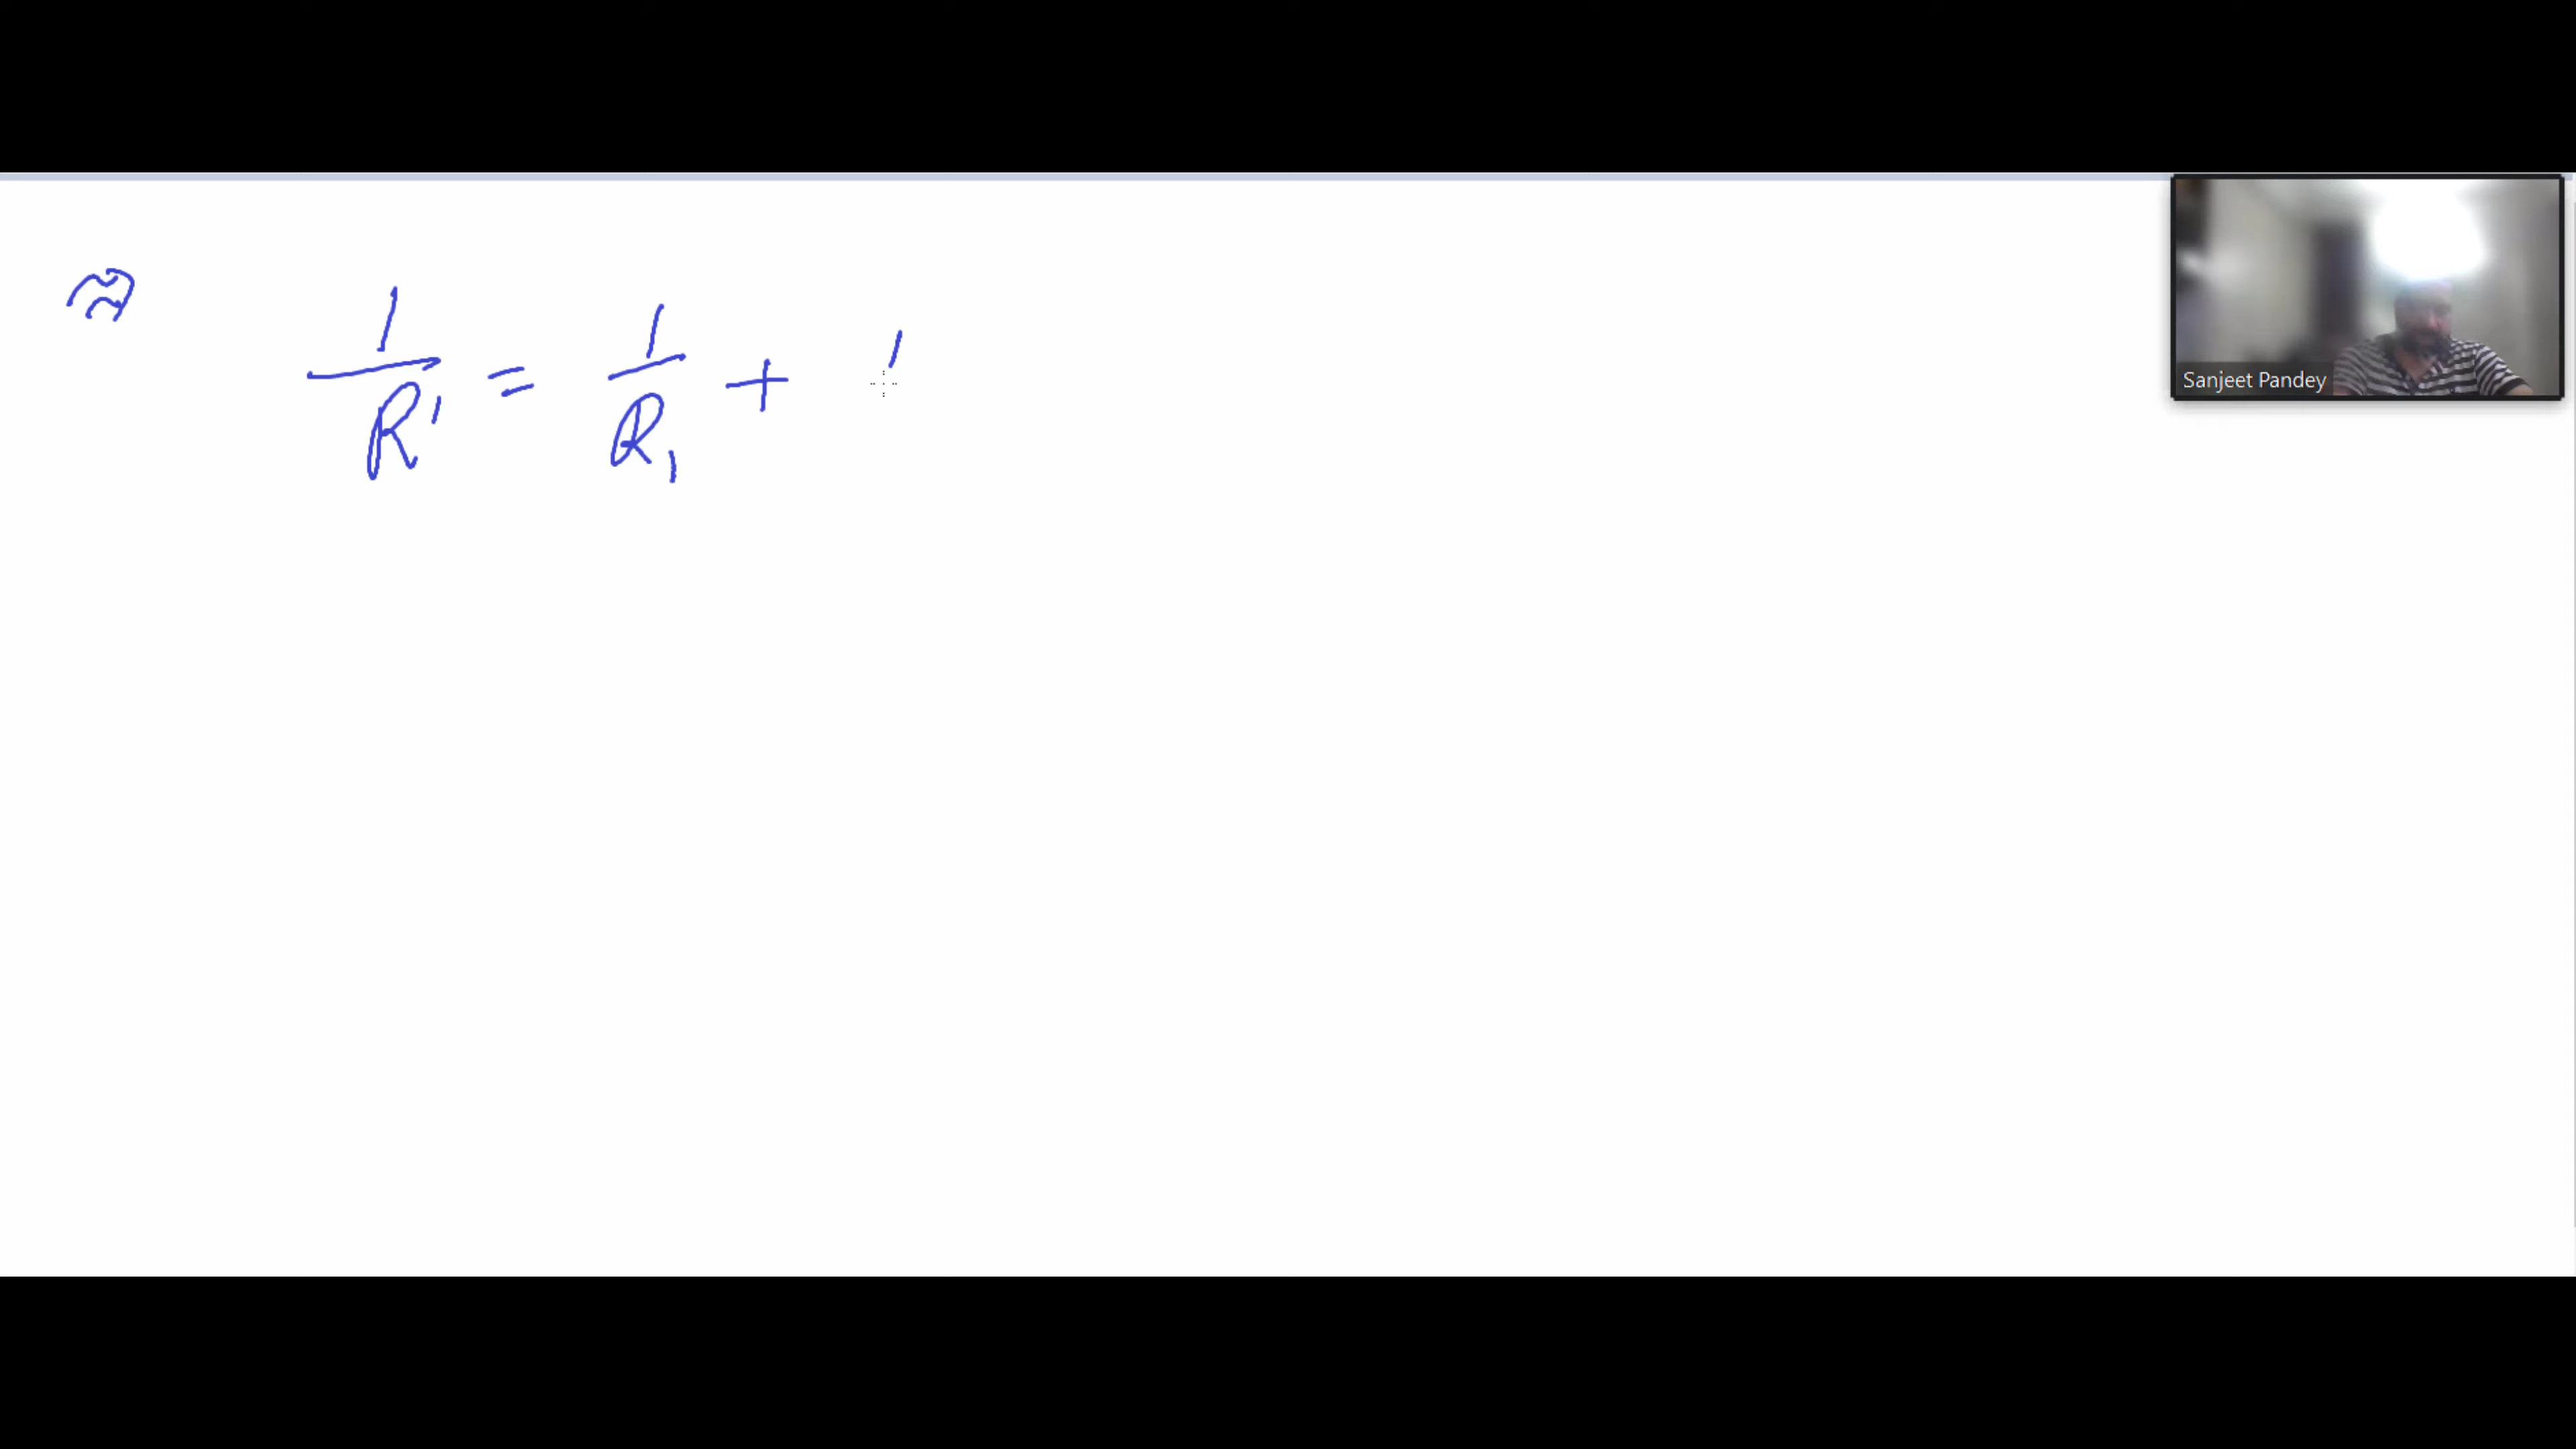 1/R' = 1/R₁ + 1
Sanjeet Pandey